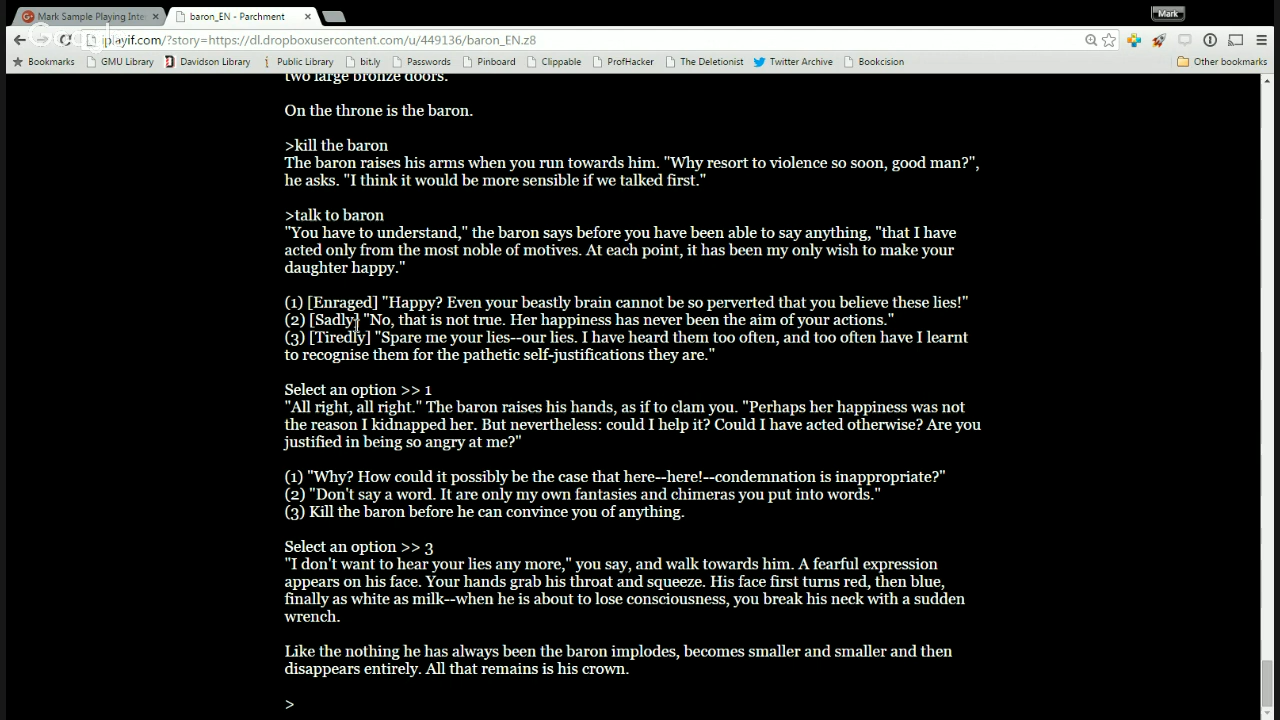 Mark Sample Playing Inte
baron_EN - Parchment
Mark
iplayif.com/?story=https://dl.dropboxusercontent.com/u/449136/baron_EN.z8
Bookmarks GMU Library Davidson Library Public Library bit.ly Passwords Pinboard Clippable ProfHacker The Deletionist Twitter Archive Bookcision Other bookmarks
two large bronze doors.
On the throne is the baron.
>kill the baron
The baron raises his arms when you run towards him. "Why resort to violence so soon, good man?",
he asks. "I think it would be more sensible if we talked first."
>talk to baron
"You have to understand," the baron says before you have been able to say anything, "that I have
acted only from the most noble of motives. At each point, it has been my only wish to make your
daughter happy."
(1) [Enraged] "Happy? Even your beastly brain cannot be so perverted that you believe these lies!"
(2) [Sadly] "No, that is not true. Her happiness has never been the aim of your actions."
(3) [Tiredly] "Spare me your lies--our lies. I have heard them too often, and too often have I learnt
to recognise them for the pathetic self-justifications they are."
Select an option >> 1
"All right, all right." The baron raises his hands, as if to clam you. "Perhaps her happiness was not
the reason I kidnapped her. But nevertheless: could I help it? Could I have acted otherwise? Are you
justified in being so angry at me?"
(1) "Why? How could it possibly be the case that here--here!--condemnation is inappropriate?"
(2) "Don't say a word. It are only my own fantasies and chimeras you put into words."
(3) Kill the baron before he can convince you of anything.
Select an option >> 3
"I don't want to hear your lies any more," you say, and walk towards him. A fearful expression
appears on his face. Your hands grab his throat and squeeze. His face first turns red, then blue,
finally as white as milk--when he is about to lose consciousness, you break his neck with a sudden
wrench.
Like the nothing he has always been the baron implodes, becomes smaller and smaller and then
disappears entirely. All that remains is his crown.
>